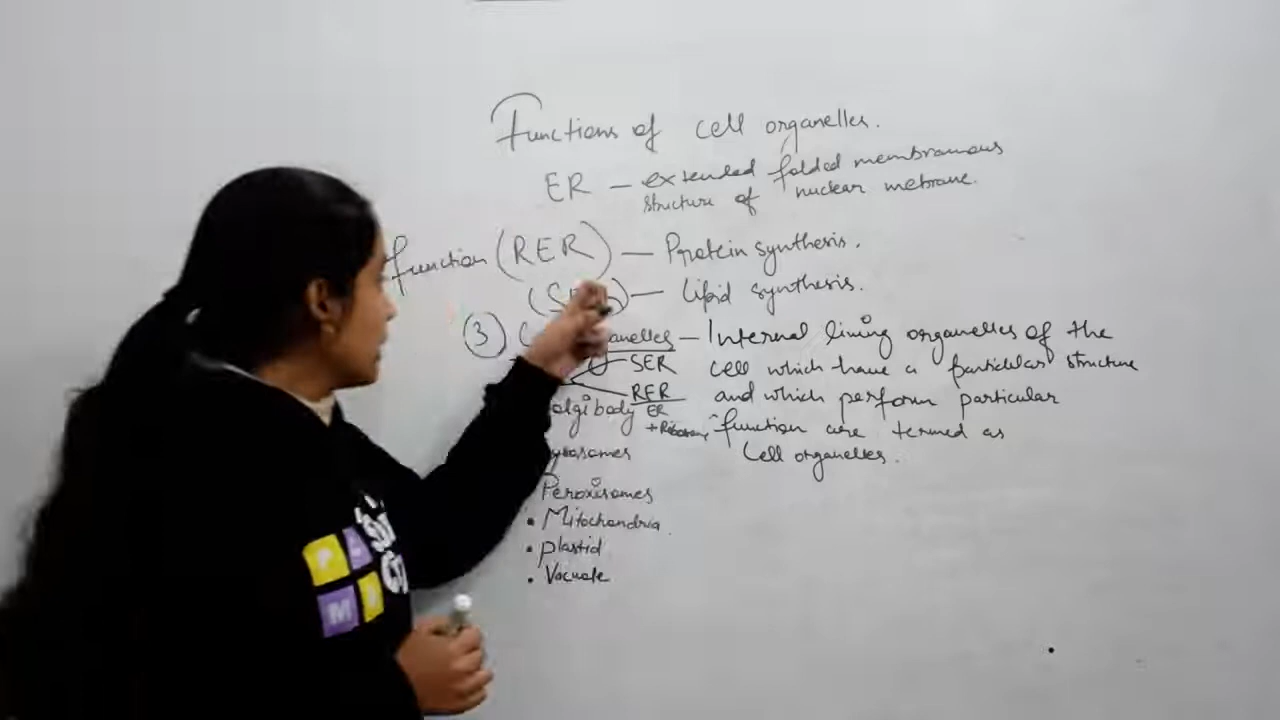 Functions of cell organelles.
ER – extended folded membranous
structure of nuclear metrane.
function (RER) — Protein synthesis.
— Lipid synthesis.
③ — Internal lining organelles of the
SER cell which have a particular structure
RER and which perform particular
ER function are termed as
Cell organelles.
Peroxisomes
• Mitochondria
• plastid
• Vacuole